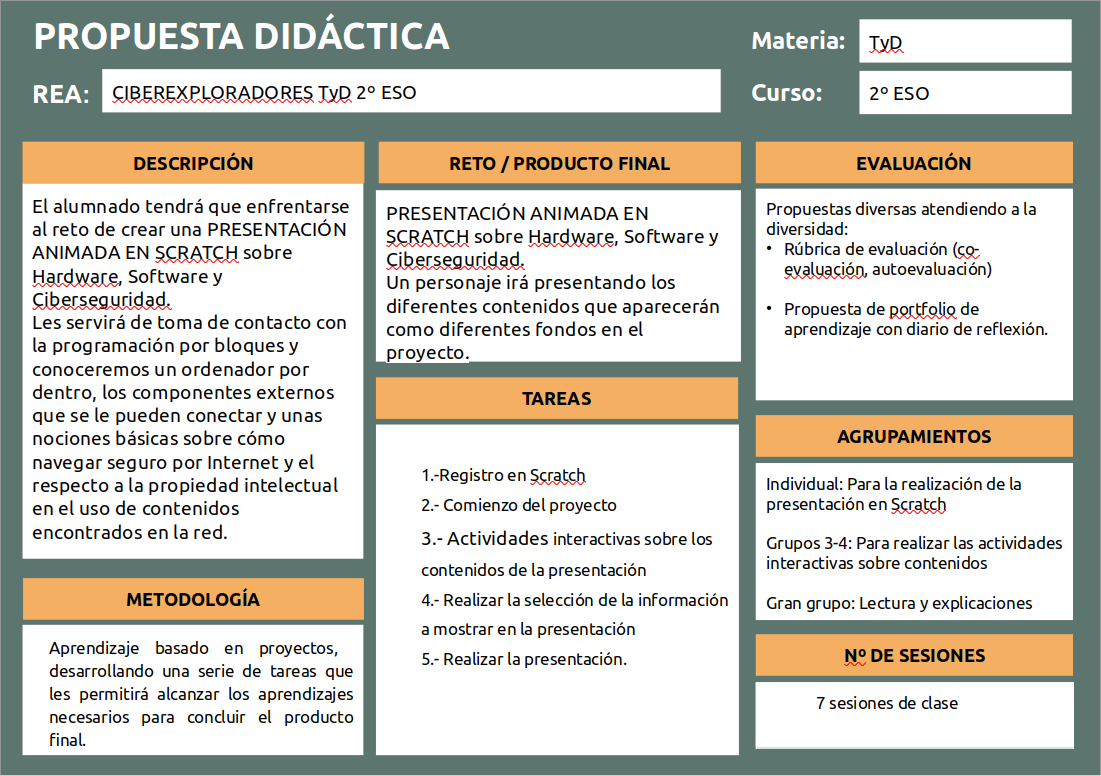 PROPUESTA DIDÁCTICA
Materia:
TyD
REA:
CIBEREXPLORADORES TyD 2º ESO
Curso:
2º ESO
DESCRIPCIÓN
El alumnado tendrá que enfrentarse
al reto de crear una PRESENTACIÓN
ANIMADA EN SCRATCH sobre
Hardware, Software y
Ciberseguridad.
Les servirá de toma de contacto con
la programación por bloques y
conoceremos un ordenador por
dentro, los componentes externos
que se le pueden conectar y unas
nociones básicas sobre cómo
navegar seguro por Internet y el
respecto a la propiedad intelectual
en el uso de contenidos
encontrados en la red.
METODOLOGÍA
Aprendizaje basado en proyectos,
desarrollando una serie de tareas que
les permitirá alcanzar los aprendizajes
necesarios para concluir el producto
final.
RETO / PRODUCTO FINAL
PRESENTACIÓN ANIMADA EN
SCRATCH sobre Hardware, Software y
Ciberseguridad.
Un personaje irá presentando los
diferentes contenidos que aparecerán
como diferentes fondos en el
proyecto.
TAREAS
1.-Registro en Scratch
2.- Comienzo del proyecto
3.- Actividades interactivas sobre los
contenidos de la presentación
4.- Realizar la selección de la información
a mostrar en la presentación
5.- Realizar la presentación.
EVALUACIÓN
Propuestas diversas atendiendo a la
diversidad:
• Rúbrica de evaluación (co-
evaluación, autoevaluación)
• Propuesta de portfolio de
aprendizaje con diario de reflexión.
AGRUPAMIENTOS
Individual: Para la realización de la
presentación en Scratch
Grupos 3-4: Para realizar las actividades
interactivas sobre contenidos
Gran grupo: Lectura y explicaciones
Nº DE SESIONES
7 sesiones de clase